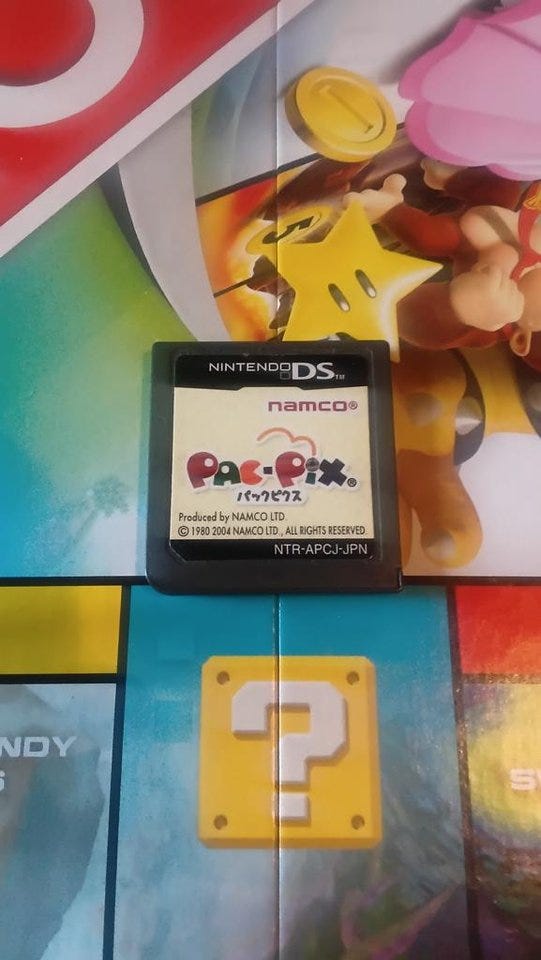 NINTENDO DS™
namco®
PAC-PIX®
パックピクス
Produced by NAMCO LTD.
© 1980 2004 NAMCO LTD., ALL RIGHTS RESERVED.
NTR-APCJ-JPN
?